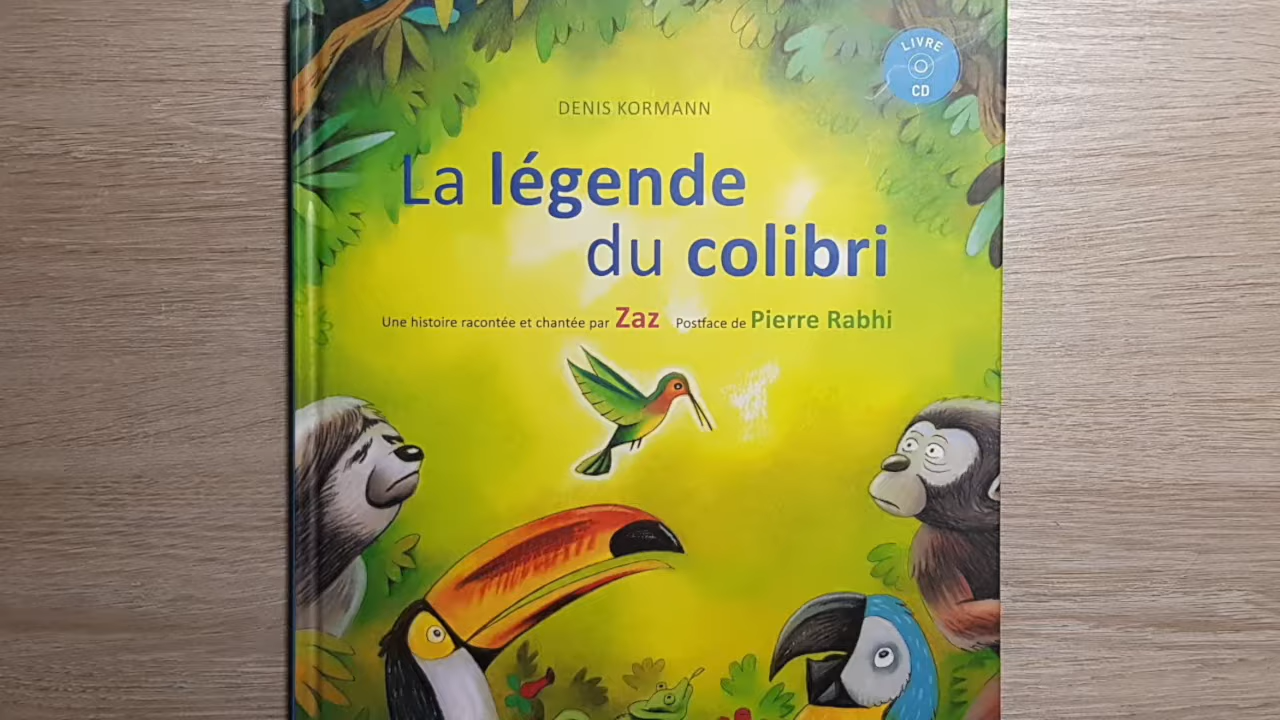 LIVRE
CD
DENIS KORMANN
La légende
du colibri
Une histoire racontée et chantée par Zaz Postface de Pierre Rabhi